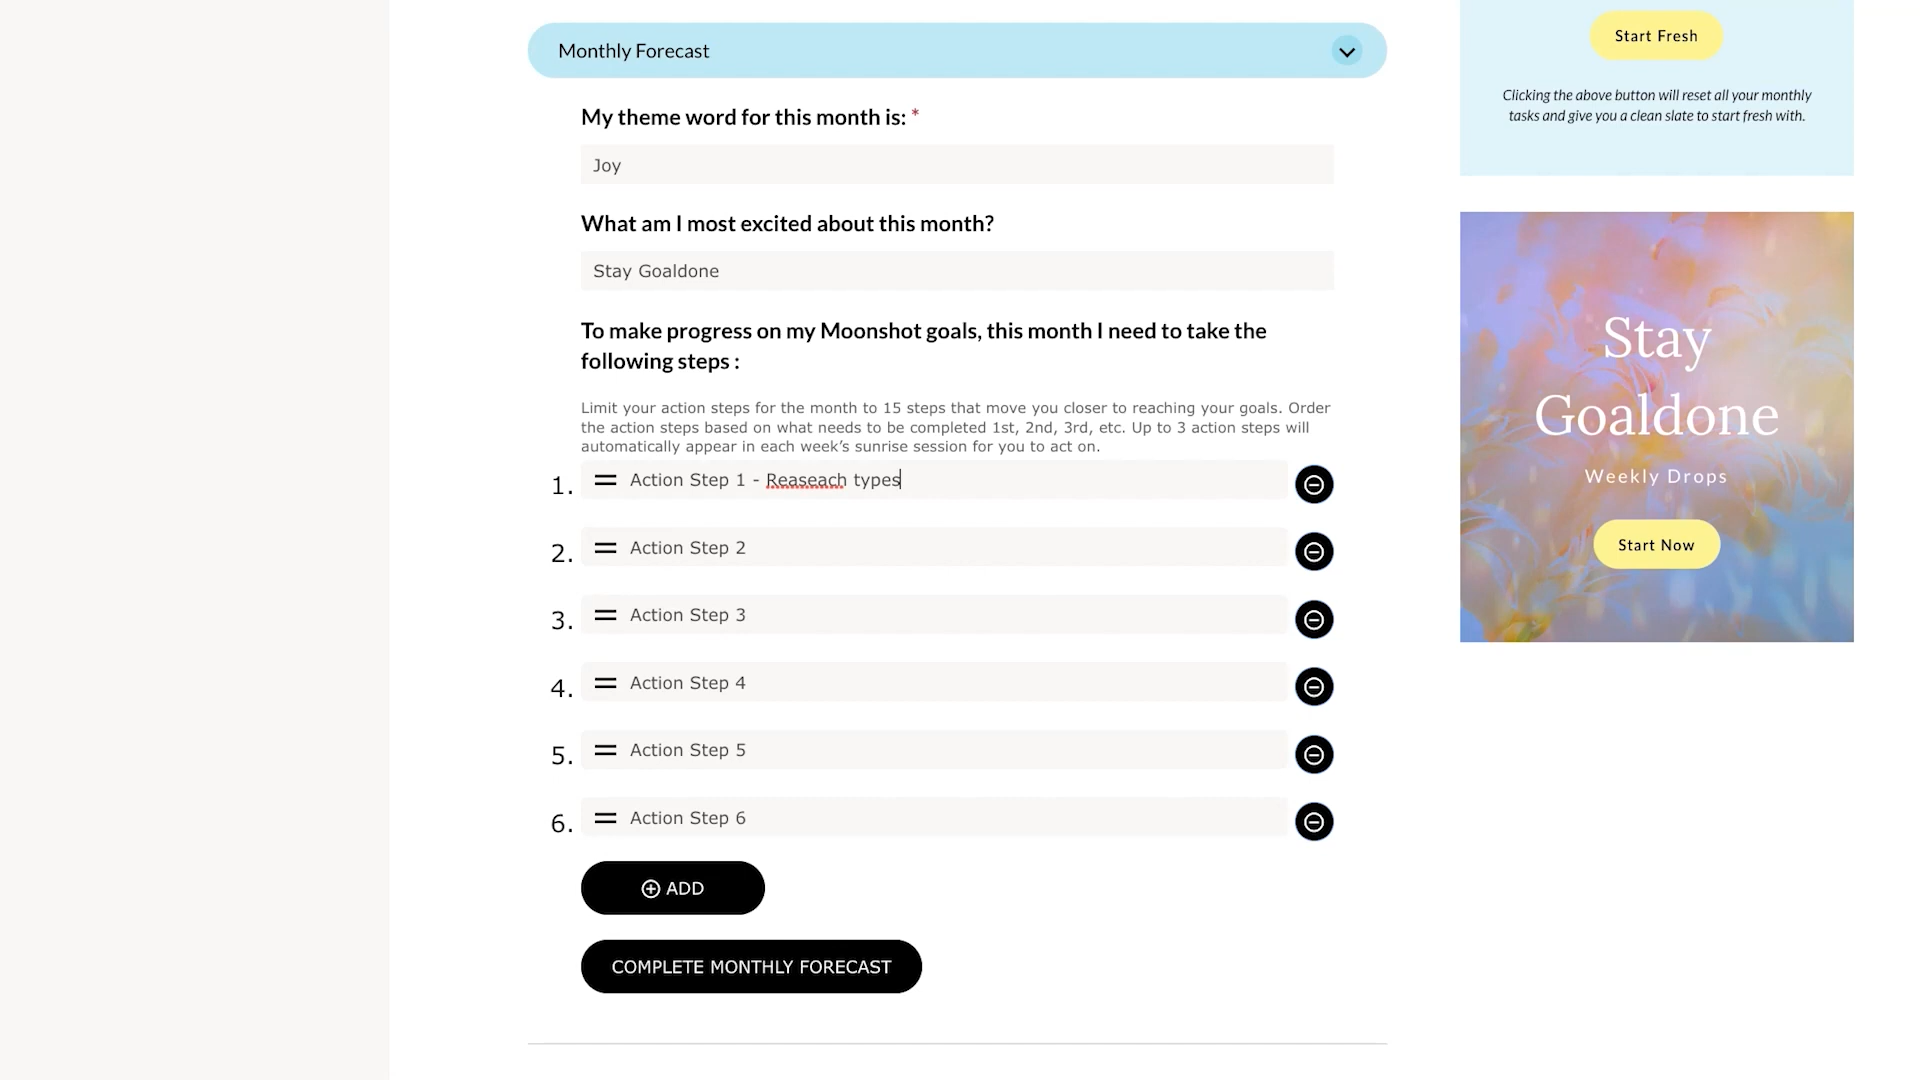 Monthly Forecast
My theme word for this month is: *
Joy
What am I most excited about this month?
Stay Goaldone
To make progress on my Moonshot goals, this month I need to take the
following steps :
Limit your action steps for the month to 15 steps that move you closer to reaching your goals. Order
the action steps based on what needs to be completed 1st, 2nd, 3rd, etc. Up to 3 action steps will
automatically appear in each week’s sunrise session for you to act on.
1. Action Step 1 - Reaseach types
2. Action Step 2
3. Action Step 3
4. Action Step 4
5. Action Step 5
6. Action Step 6
ADD
COMPLETE MONTHLY FORECAST
Start Fresh
Clicking the above button will reset all your monthly
tasks and give you a clean slate to start fresh with.
Stay
Goaldone
Weekly Drops
Start Now